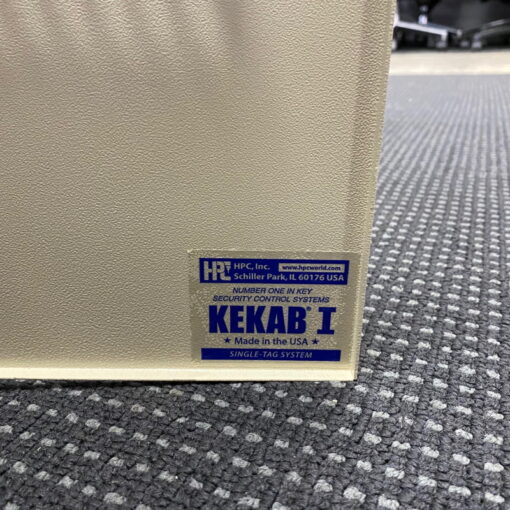 HPC HPC, Inc. www.hpcworld.com
Schiller Park, IL 60176 USA
NUMBER ONE IN KEY
SECURITY CONTROL SYSTEMS
KEKAB® I
★ Made in the USA ★
SINGLE-TAG SYSTEM